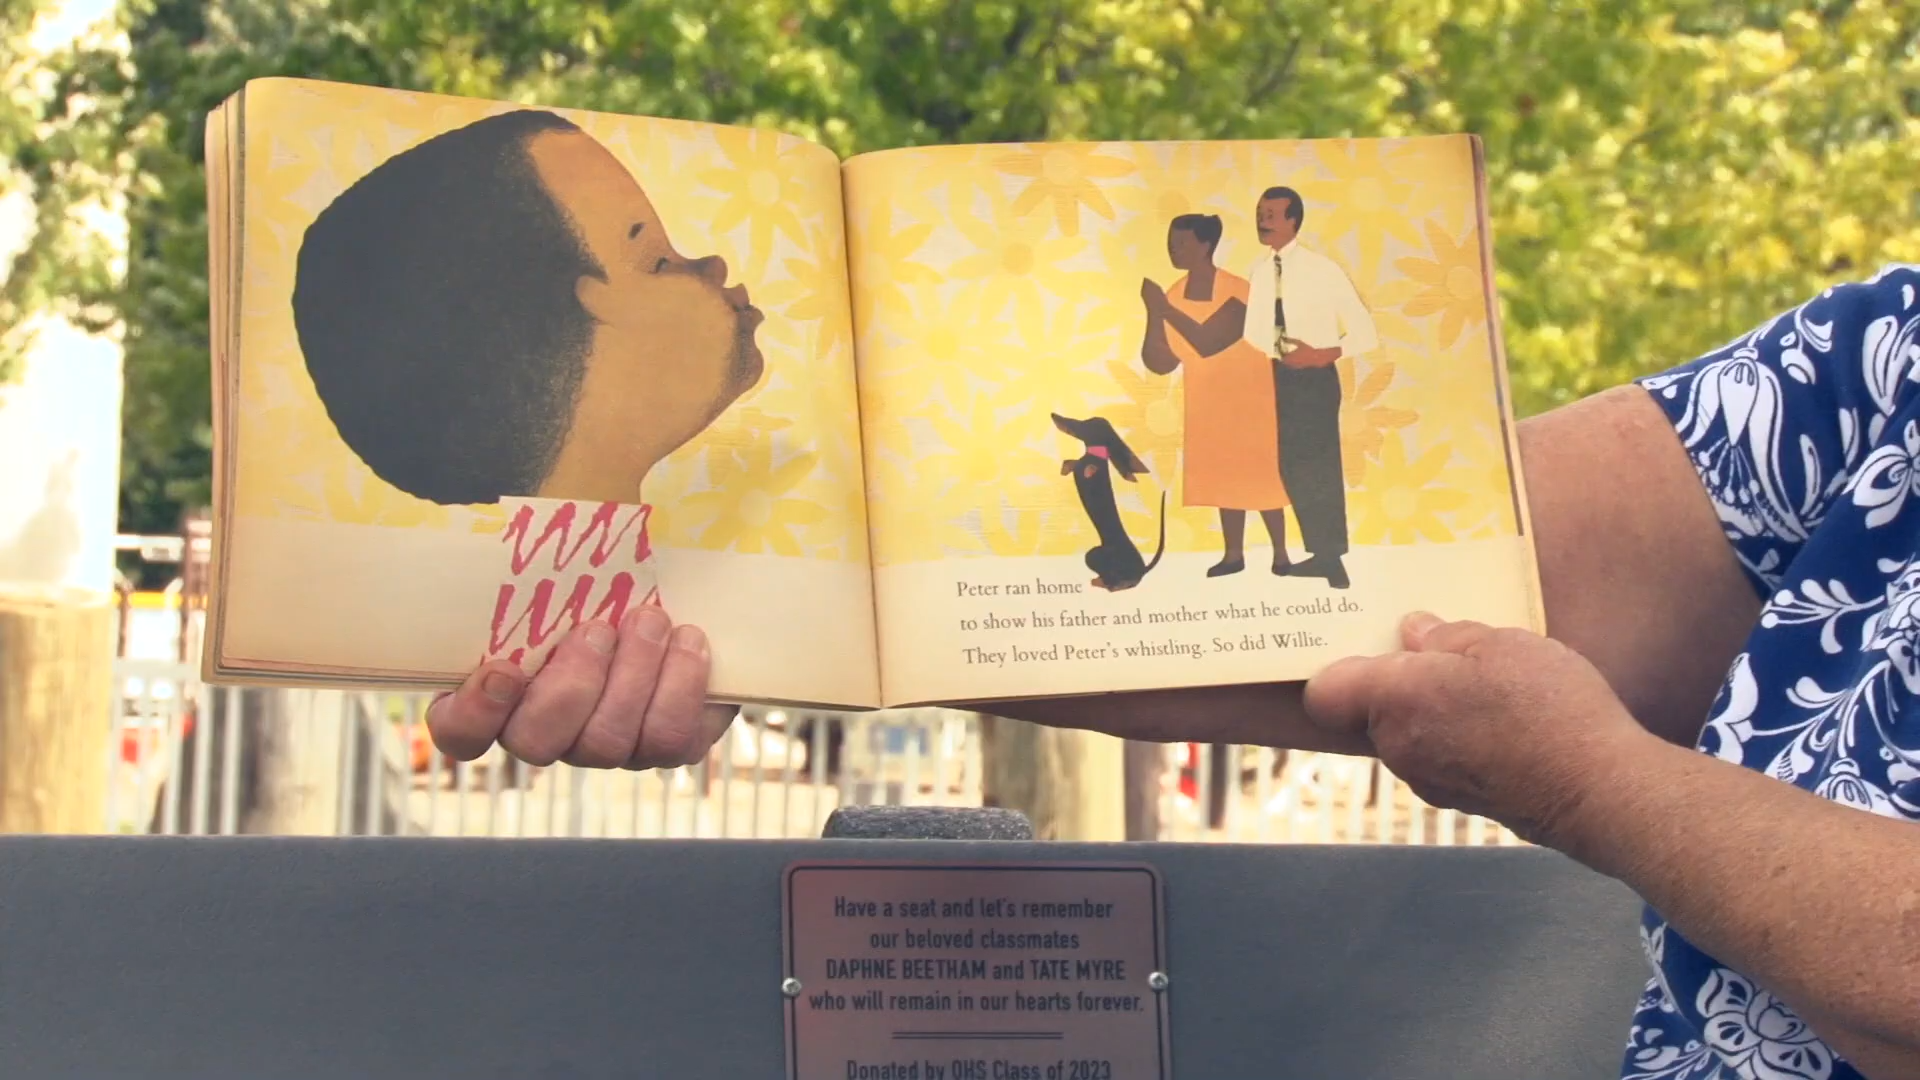 Peter ran home
to show his father and mother what he could do.
They loved Peter's whistling. So did Willie.
Have a seat and let's remember
our beloved classmates
DAPHNE BEETHAM and TATE MYRE
who will remain in our hearts forever.
Donated by OHS Class of 2023